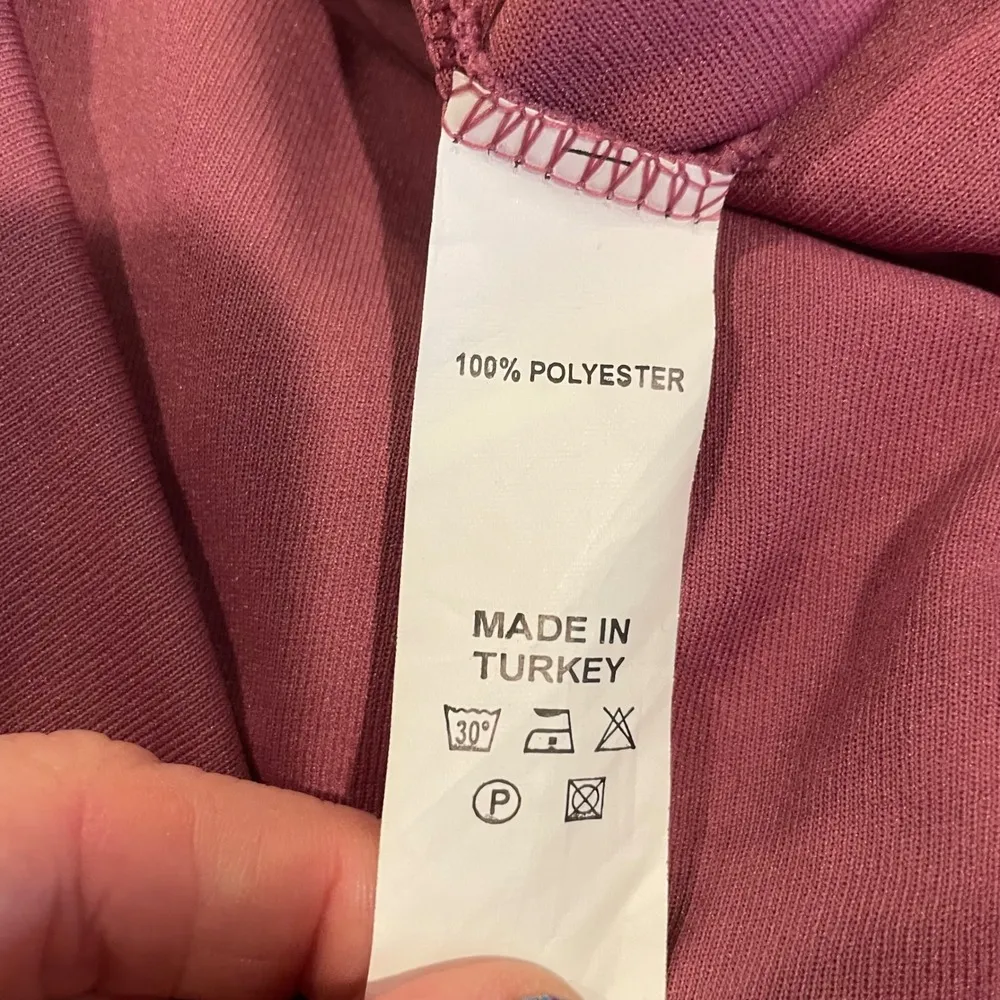 100% POLYESTER
MADE IN
TURKEY
30°
P